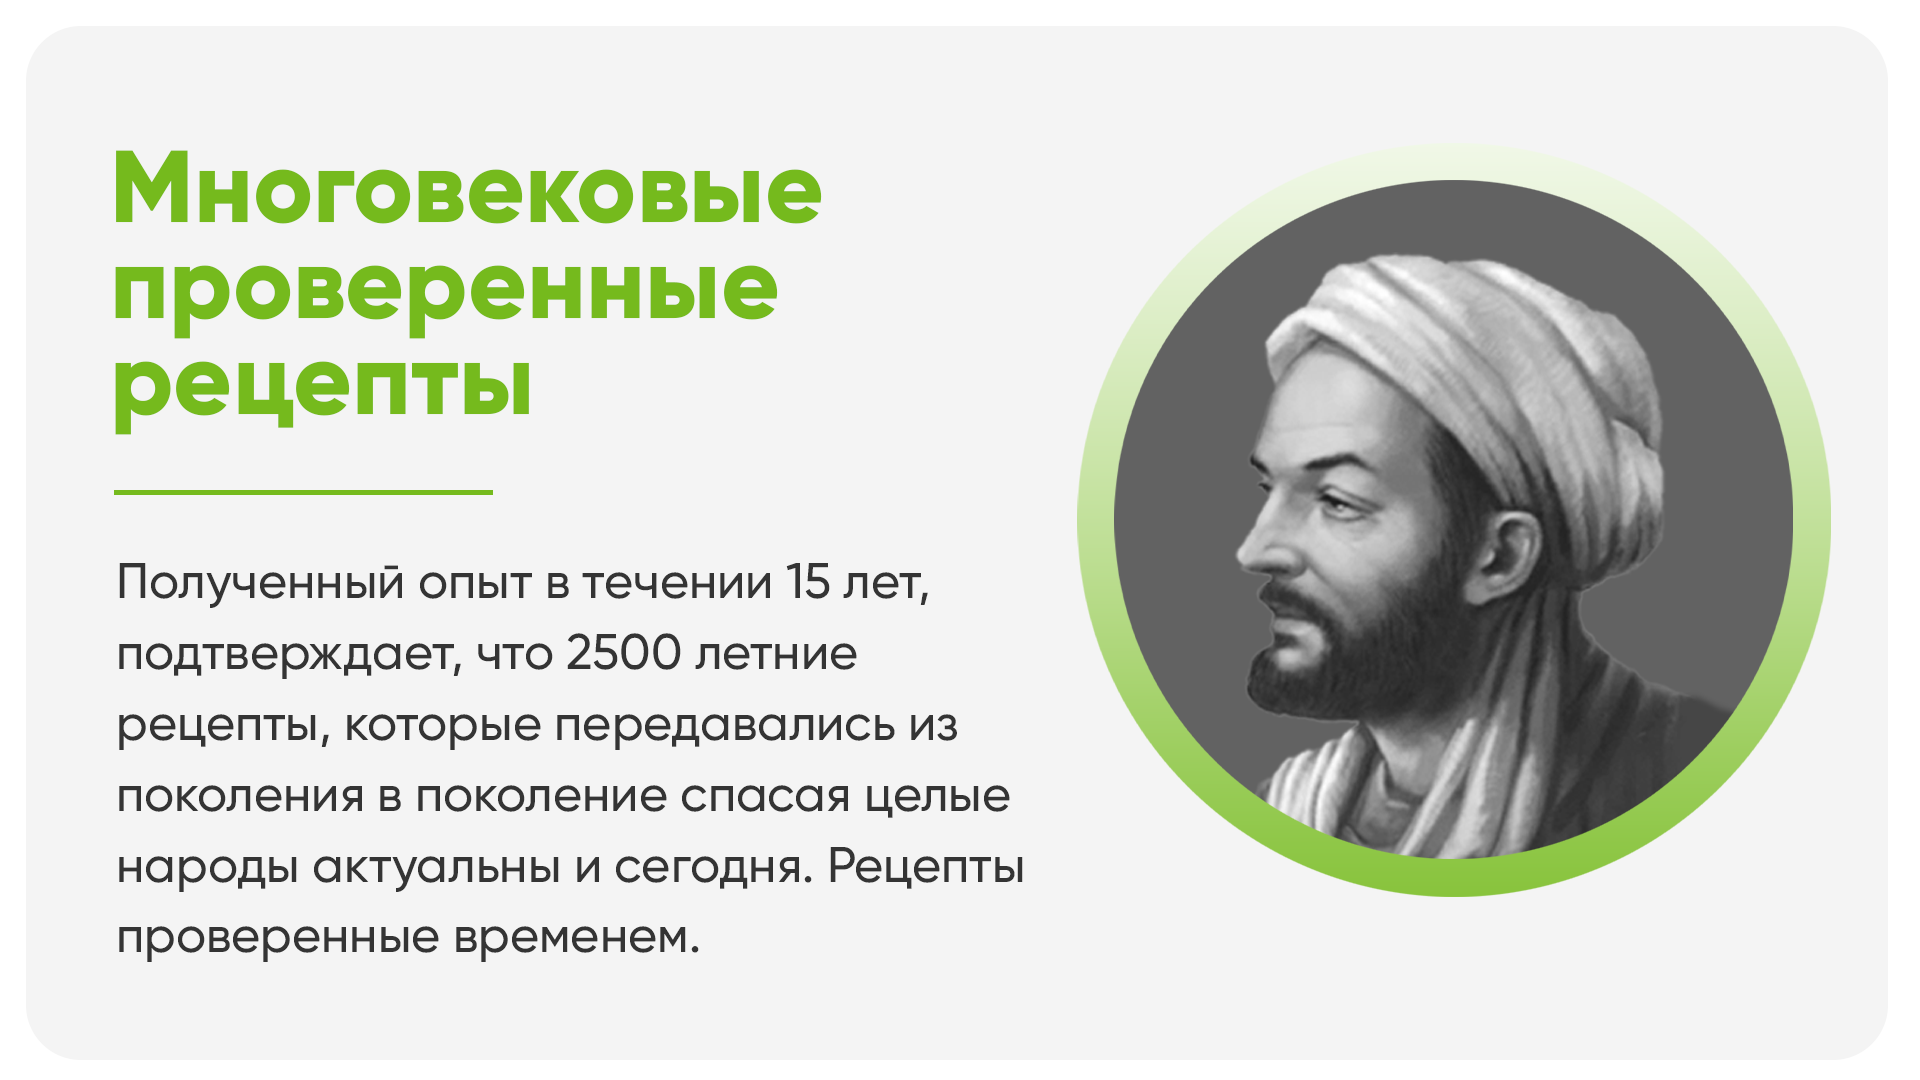 Многовековые
проверенные
рецепты
Полученный опыт в течении 15 лет,
подтверждает, что 2500 летние
рецепты, которые передавались из
поколения в поколение спасая целые
народы актуальны и сегодня. Рецепты
проверенные временем.